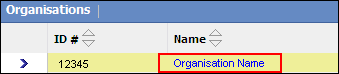 Organisations
ID # Name
12345 Organisation Name